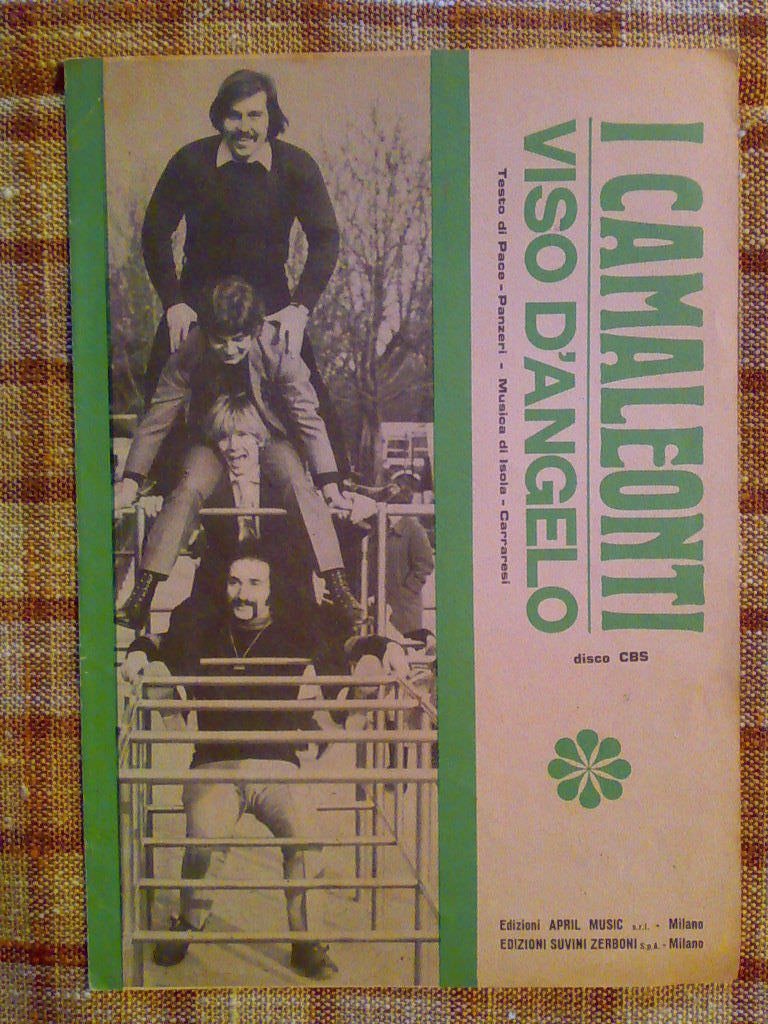 I CAMALEONTI
VISO D'ANGELO
Testo di Pace - Panzeri - Musica di Isola - Carraresi
disco CBS
Edizioni APRIL MUSIC s.r.l. - Milano
EDIZIONI SUVINI ZERBONI S.p.A. - Milano